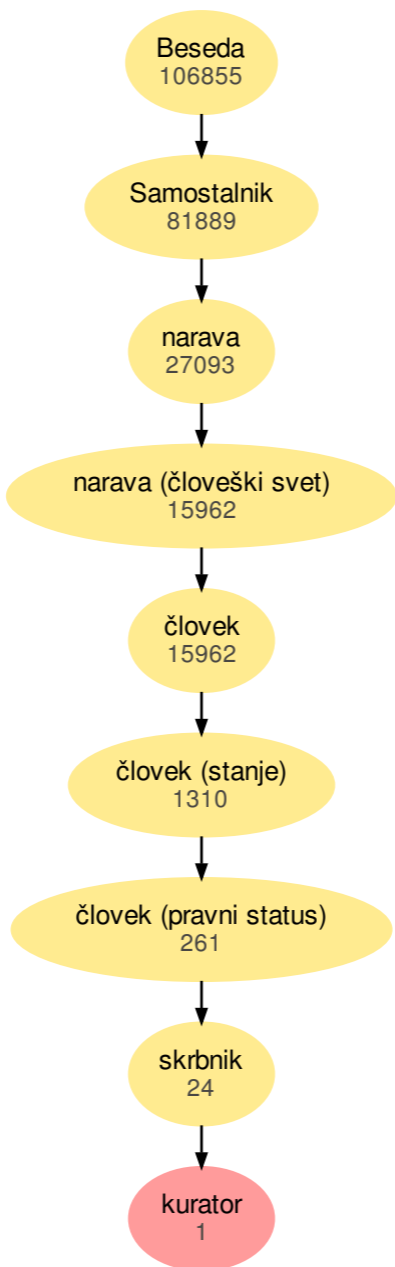 Beseda
106855
Samostalnik
81889
narava
27093
narava (človeški svet)
15962
človek
15962
človek (stanje)
1310
človek (pravni status)
261
skrbnik
24
kurator
1